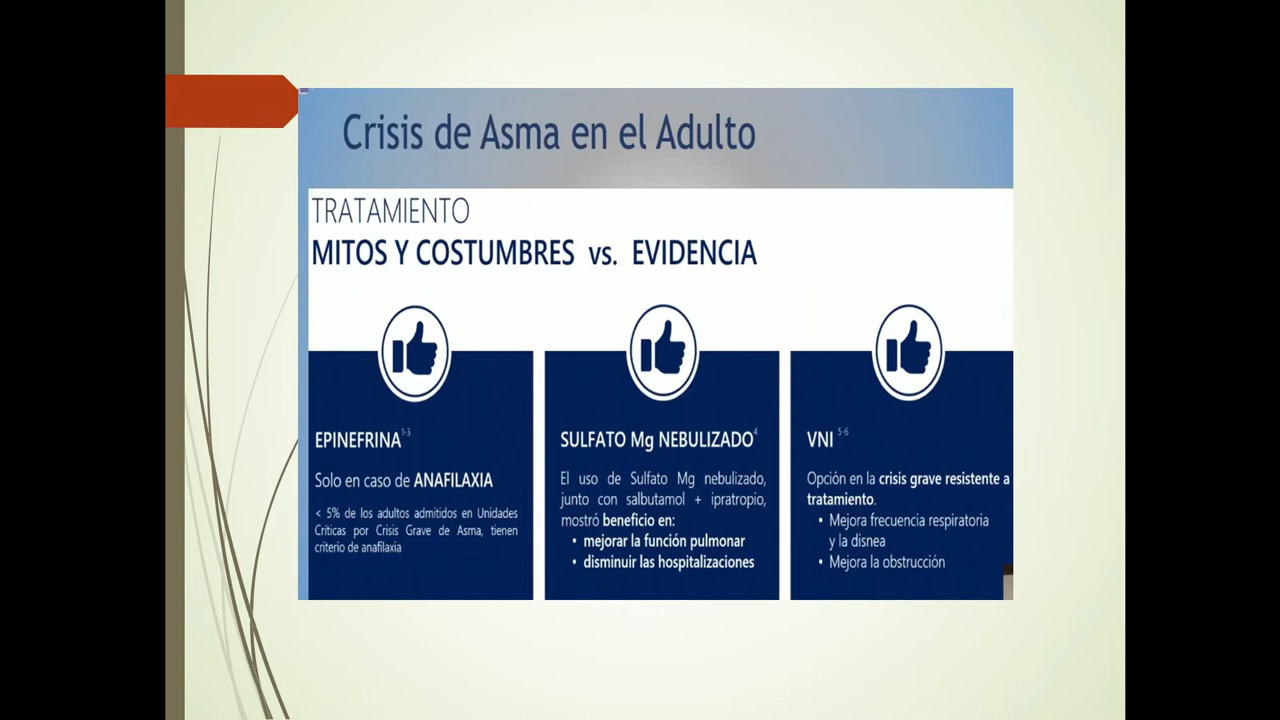 Crisis de Asma en el Adulto
TRATAMIENTO
MITOS Y COSTUMBRES vs. EVIDENCIA
EPINEFRINA1-3
Solo en caso de ANAFILAXIA
< 5% de los adultos admitidos en Unidades
Críticas por Crisis Grave de Asma, tienen
criterio de anafilaxia
SULFATO Mg NEBULIZADO4
El uso de Sulfato Mg nebulizado,
junto con salbutamol + ipratropio,
mostró beneficio en:
• mejorar la función pulmonar
• disminuir las hospitalizaciones
VNI 5-6
Opción en la crisis grave resistente a
tratamiento.
• Mejora frecuencia respiratoria
y la disnea
• Mejora la obstrucción